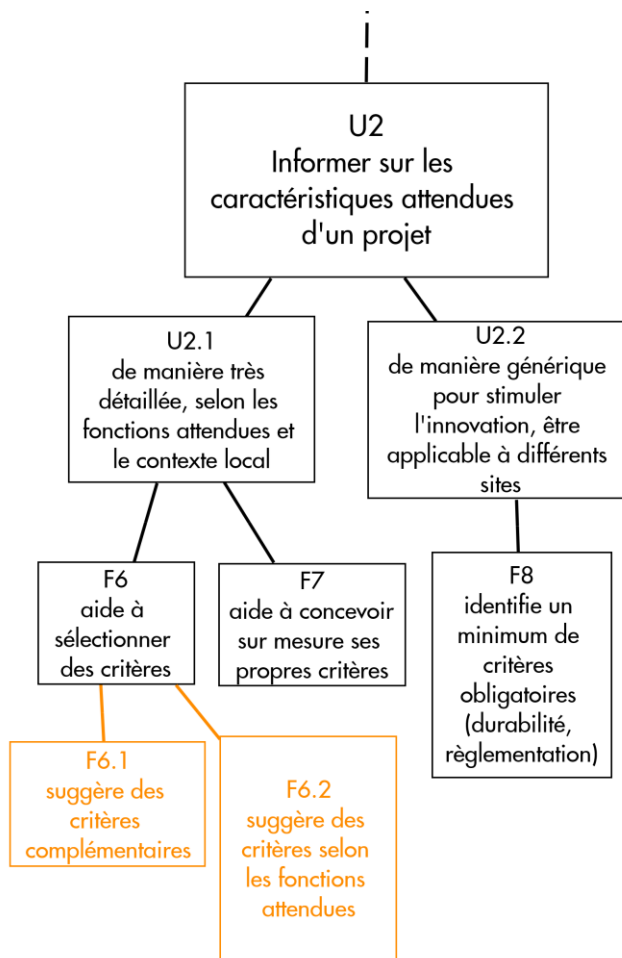 U2
Informer sur les
caractéristiques attendues
d'un projet
U2.1
de manière très
détaillée, selon les
fonctions attendues et
le contexte local
U2.2
de manière générique
pour stimuler
l'innovation, être
applicable à différents
sites
F6
aide à
sélectionner
des critères
F7
aide à concevoir
sur mesure ses
propres critères
F8
identifie un
minimum de
critères
obligatoires
(durabilité,
règlementation)
F6.1
suggère des
critères
complémentaires
F6.2
suggère des
critères selon
les fonctions
attendues